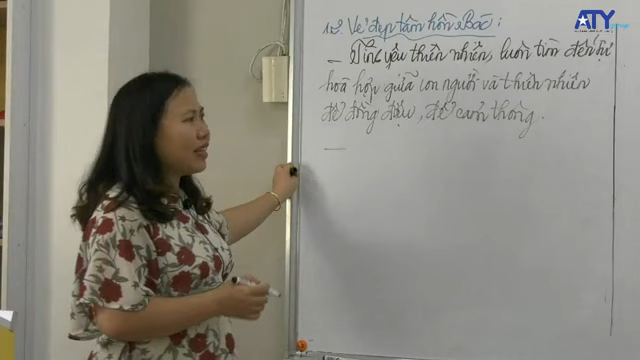 ATY
1. Vẻ đẹp tâm hồn Bác:
– Tình yêu thiên nhiên, luôn tìm đến sự
hoà hợp giữa con người và thiên nhiên
để đồng điệu, để cảm thông.